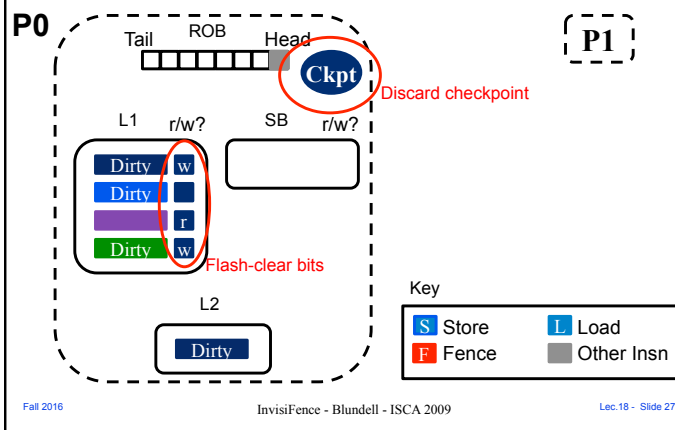 P0
ROB
Tail
Head
P1
Ckpt
Discard checkpoint
L1
r/w?
SB
r/w?
Dirty
w
Dirty
r
Dirty
w
Flash-clear bits
L2
Dirty
Key
S Store
L Load
F Fence
Other Insn
Fall 2016
InvisiFence - Blundell - ISCA 2009
Lec.18 - Slide 27